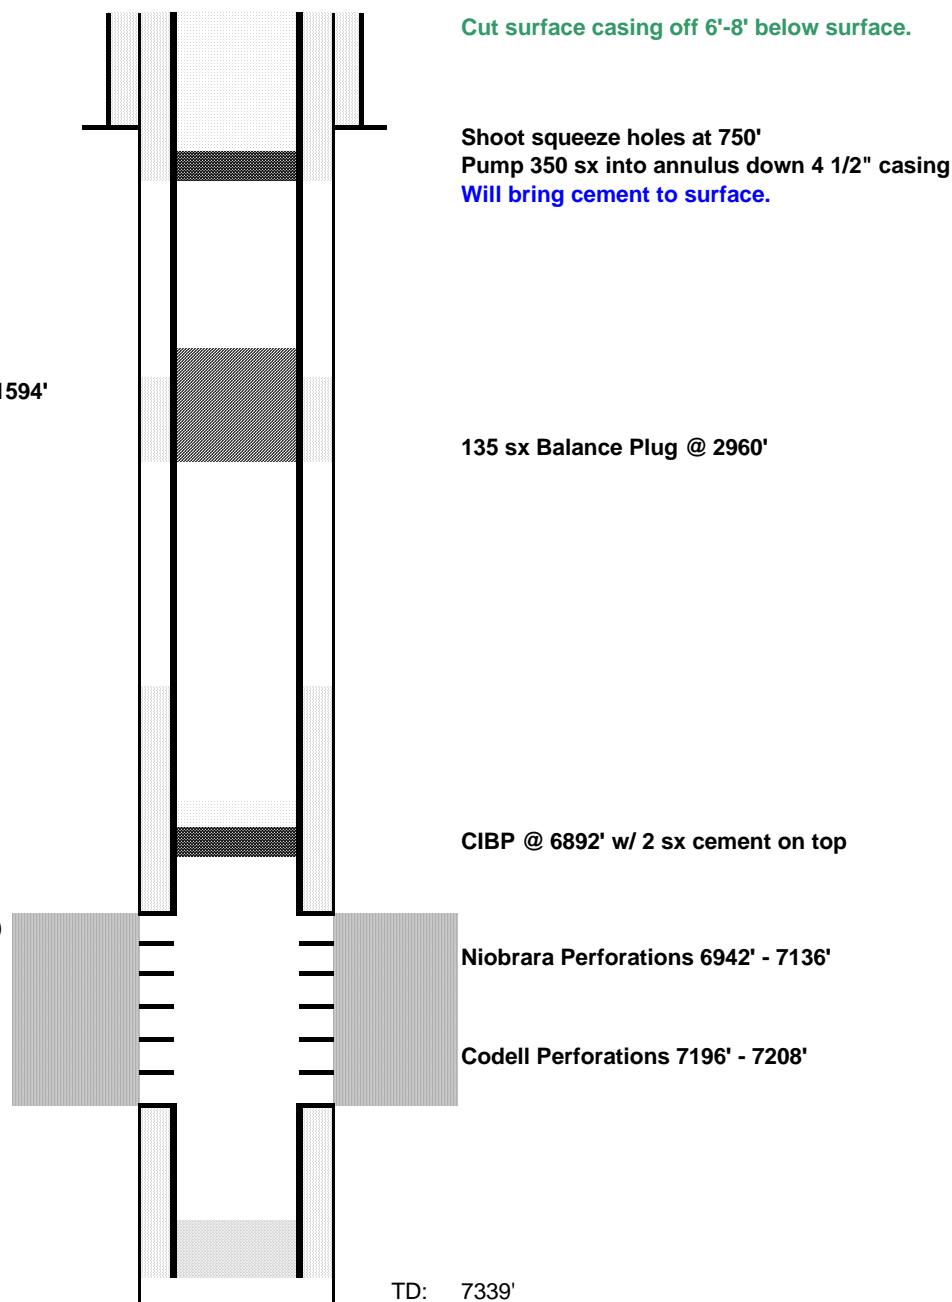 Cut surface casing off 6'-8' below surface.
Shoot squeeze holes at 750'
Pump 350 sx into annulus down 4 1/2" casing
Will bring cement to surface.
1594'
135 sx Balance Plug @ 2960'
CIBP @ 6892' w/ 2 sx cement on top
)
Niobrara Perforations 6942' - 7136'
Codell Perforations 7196' - 7208'
TD: 7339'